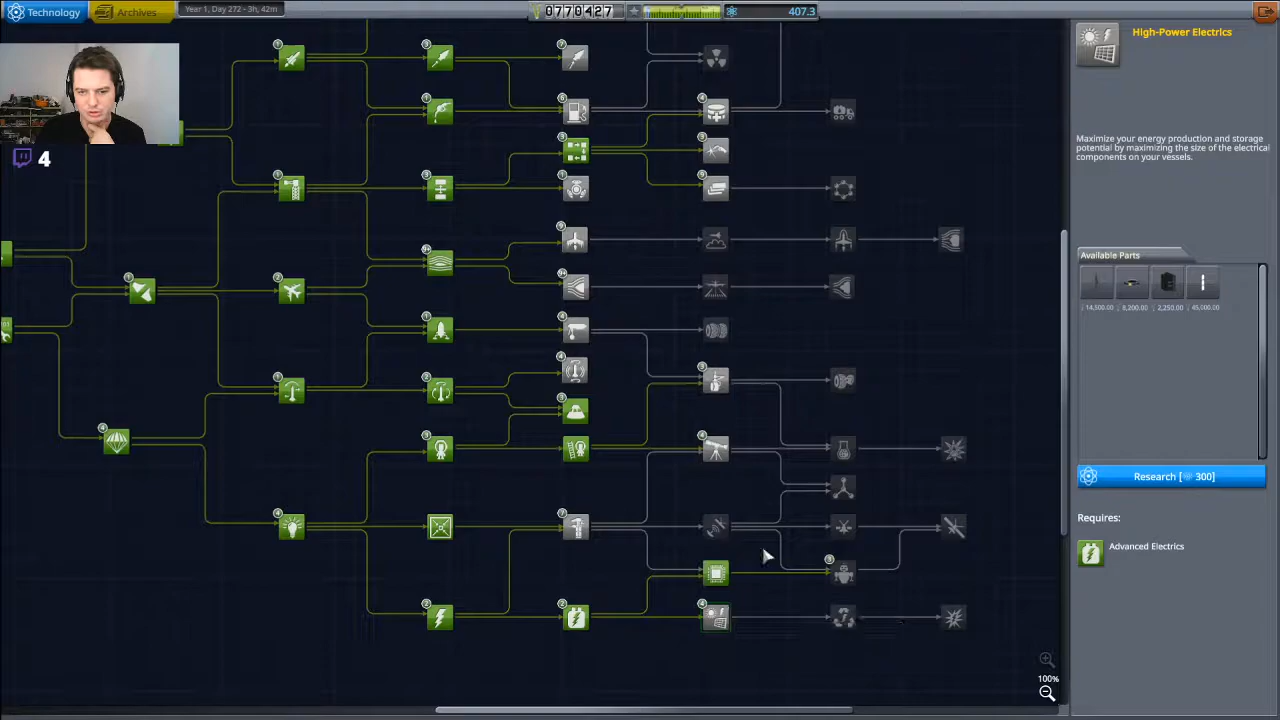 Technology
Archives
Year 1, Day 272 - 3h, 42m
0770427
407.3
High-Power Electrics
4
Maximize your energy production and storage
potential by maximizing the size of the electrical
components on your vessels.
Available Parts
14,500.00 8,200.00 2,250.00 45,000.00
Research [ 300]
Requires:
Advanced Electrics
100%